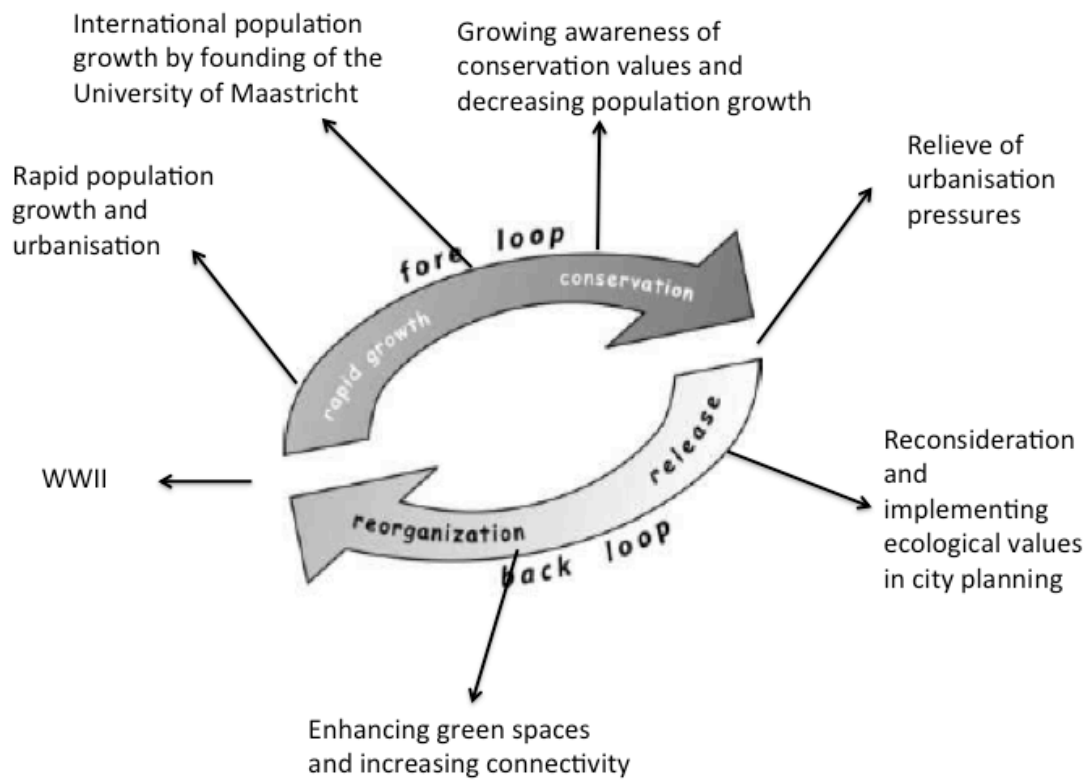 International population
growth by founding of the
University of Maastricht
Growing awareness of
conservation values and
decreasing population growth
Relieve of
urbanisation
pressures
Rapid population
growth and
urbanisation
fore loop
conservation
rapid growth
release
Reconsideration
and
implementing
ecological values
in city planning
WWII
reorganization
back loop
Enhancing green spaces
and increasing connectivity